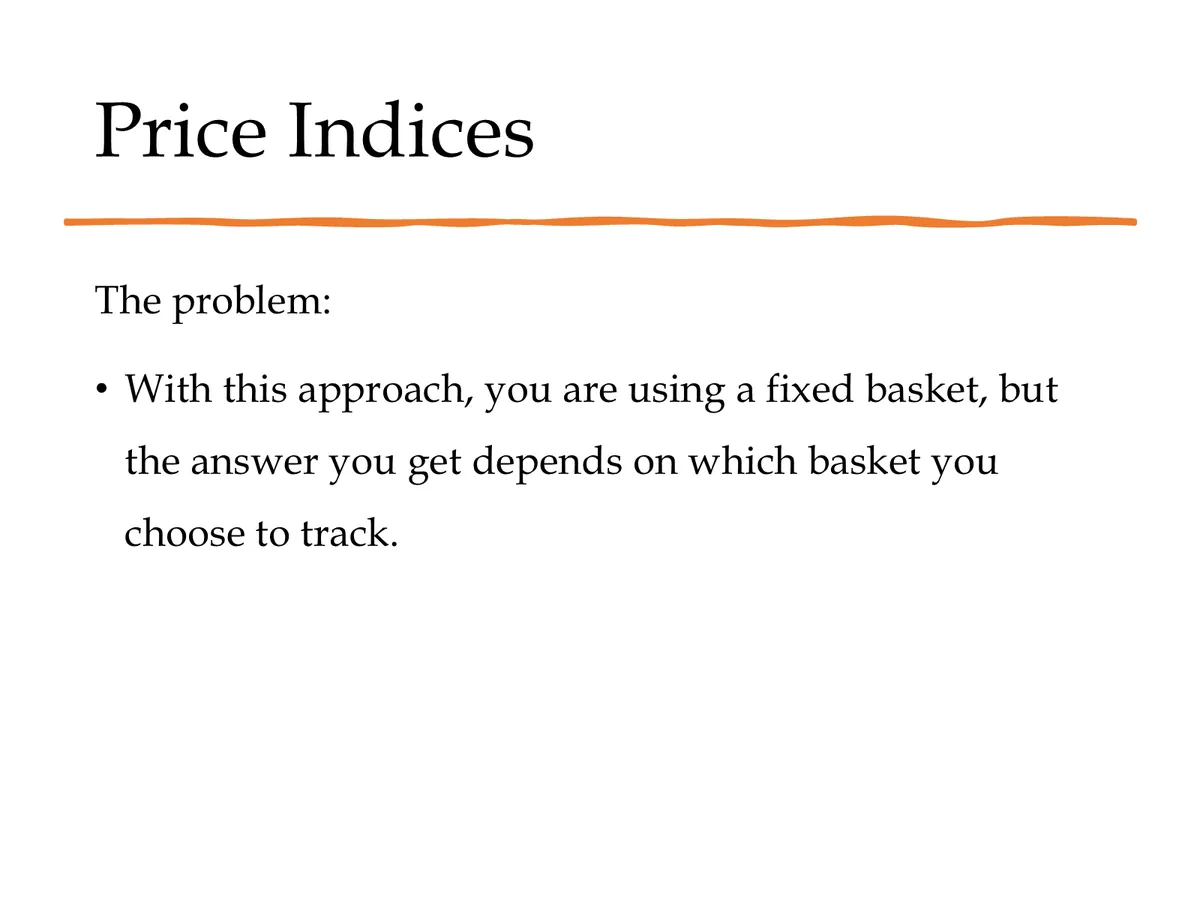 Price Indices
The problem:
• With this approach, you are using a fixed basket, but
the answer you get depends on which basket you
choose to track.